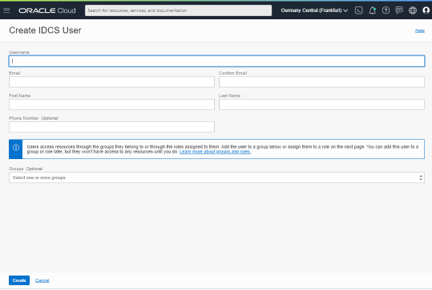 ORACLE Cloud
Search for resources, services, and documentation
Germany Central (Frankfurt)
Create IDCS User
Help
Username
Email
Confirm Email
First Name
Last Name
Phone Number Optional
Users access resources through the groups they belong to or through the roles assigned to them. Add the user to a group below or assign them to a role on the next page. You can add this user to a
group or role later, but they won't have access to any resources until you do. Learn more about groups and roles.
Groups Optional
Select one or more groups
Create
Cancel